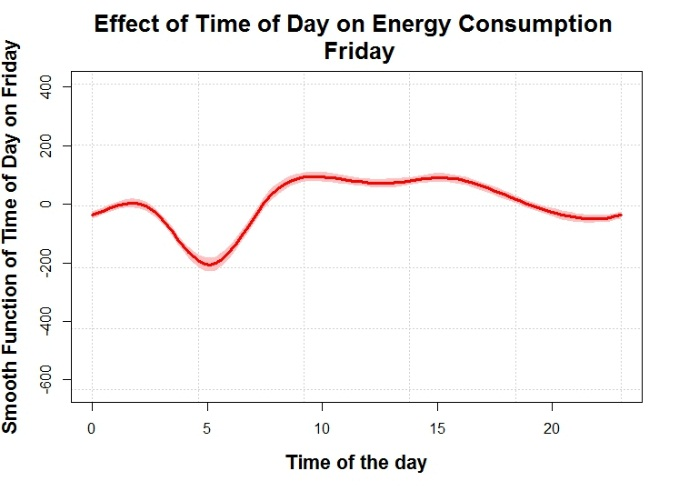 Effect of Time of Day on Energy Consumption
Friday
Smooth Function of Time of Day on Friday
400
200
0
-200
-400
-600
0 5 10 15 20
Time of the day